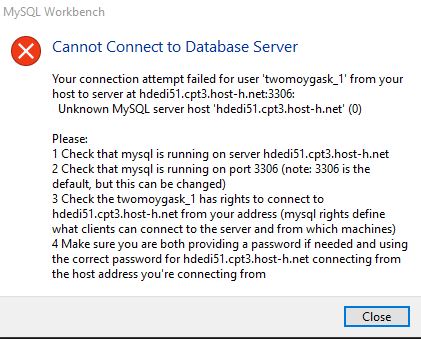 MySQL Workbench
Cannot Connect to Database Server
Your connection attempt failed for user 'twomoygask_1' from your
host to server at hdedi51.cpt3.host-h.net:3306:
Unknown MySQL server host 'hdedi51.cpt3.host-h.net' (0)
Please:
1 Check that mysql is running on server hdedi51.cpt3.host-h.net
2 Check that mysql is running on port 3306 (note: 3306 is the
default, but this can be changed)
3 Check the twomoygask_1 has rights to connect to
hdedi51.cpt3.host-h.net from your address (mysql rights define
what clients can connect to the server and from which machines)
4 Make sure you are both providing a password if needed and using
the correct password for hdedi51.cpt3.host-h.net connecting from
the host address you're connecting from
Close